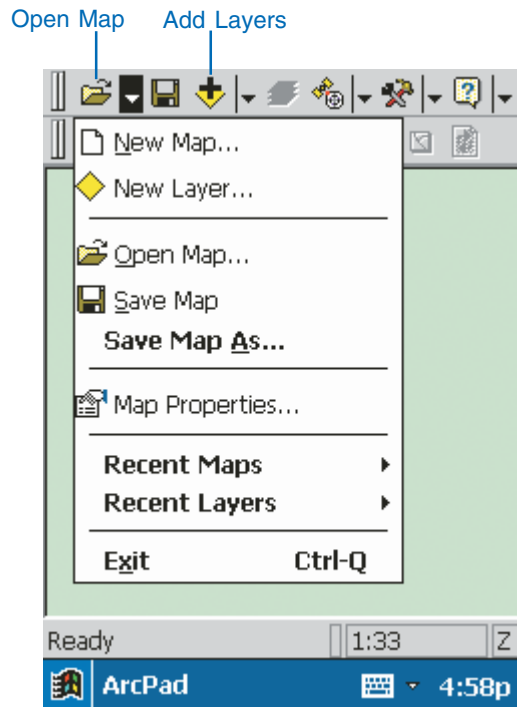 Open Map Add Layers
New Map...
New Layer...
Open Map...
Save Map
Save Map As...
Map Properties...
Recent Maps
Recent Layers
Exit Ctrl-Q
Ready 1:33 Z
ArcPad 4:58p